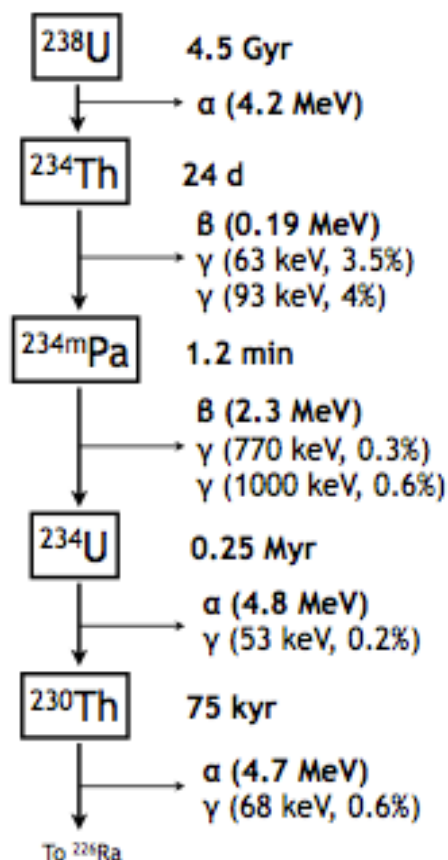 ²³⁸U 4.5 Gyr
α (4.2 MeV)
²³⁴Th 24 d
β (0.19 MeV)
γ (63 keV, 3.5%)
γ (93 keV, 4%)
²³⁴ᵐPa 1.2 min
β (2.3 MeV)
γ (770 keV, 0.3%)
γ (1000 keV, 0.6%)
²³⁴U 0.25 Myr
α (4.8 MeV)
γ (53 keV, 0.2%)
²³⁰Th 75 kyr
α (4.7 MeV)
γ (68 keV, 0.6%)
To ²²⁶Ra